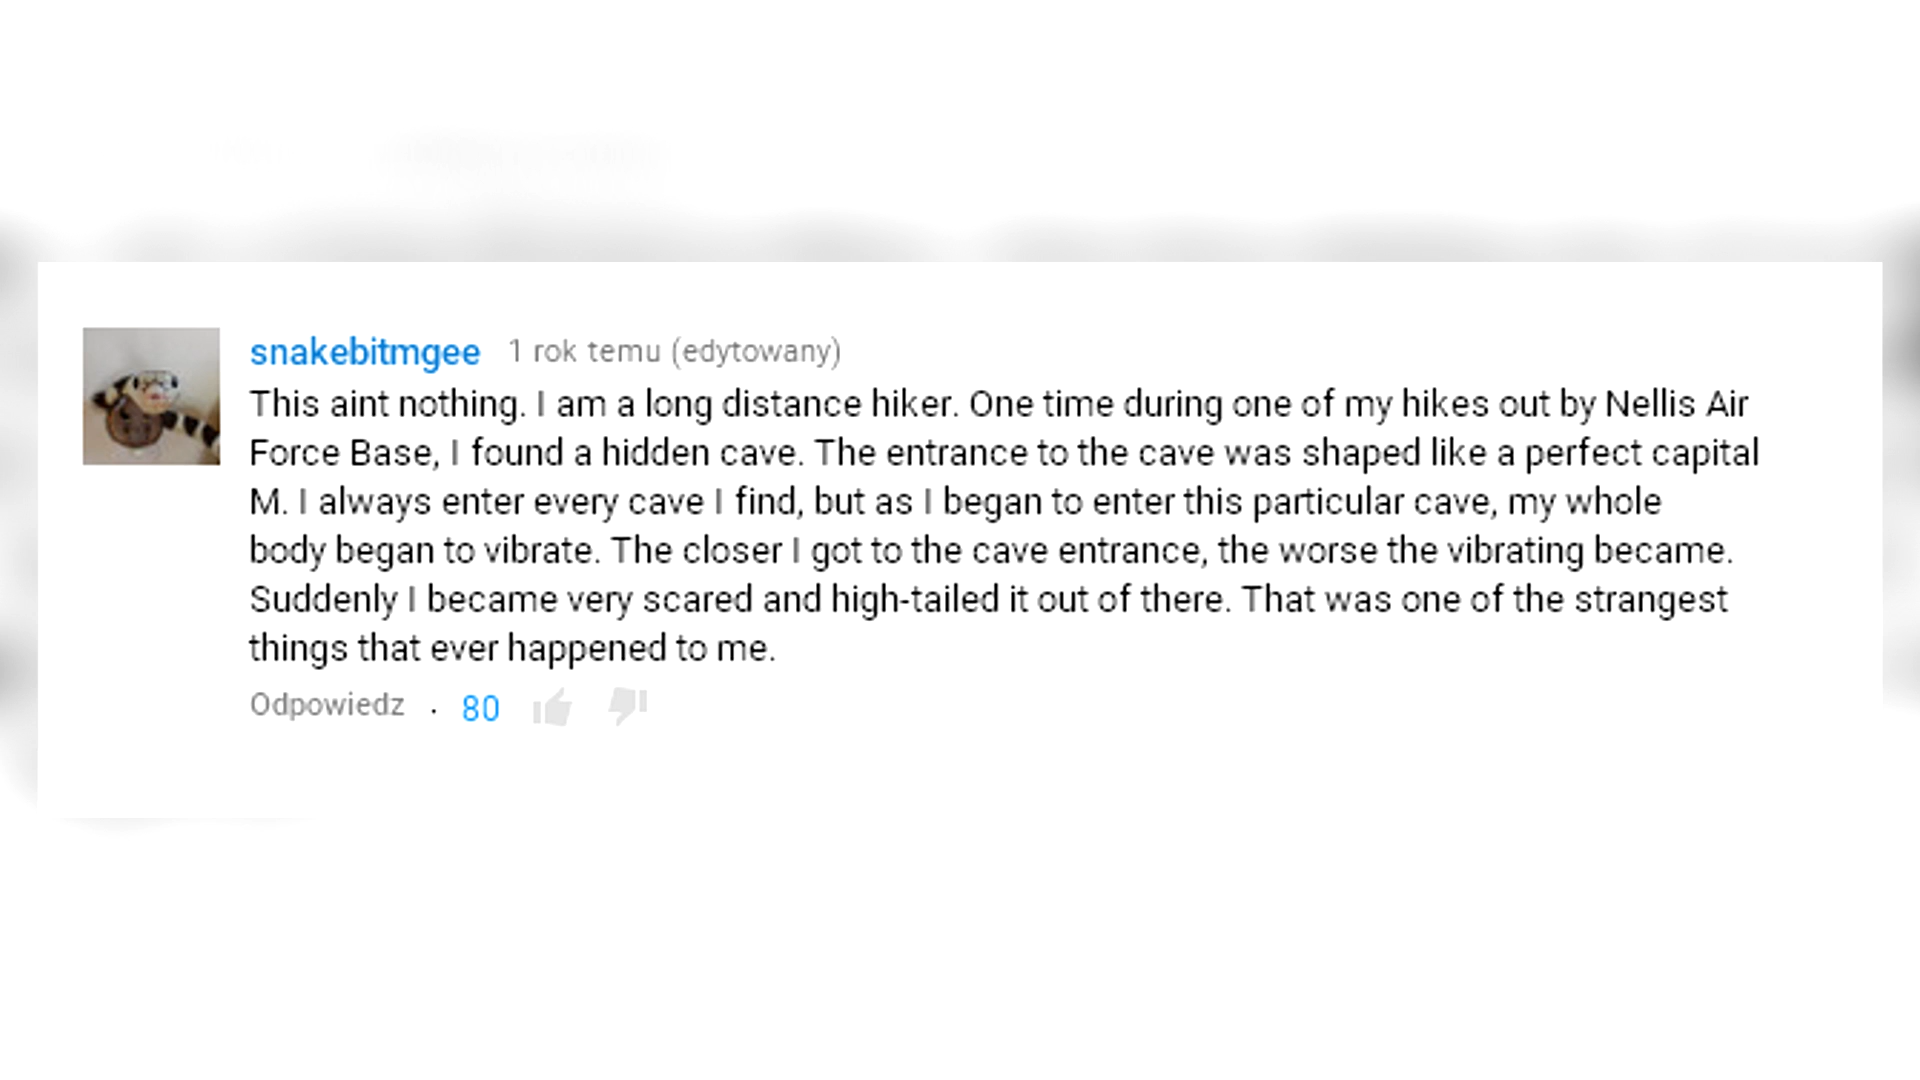 snakebitmgee 1 rok temu (edytowany)
This aint nothing. I am a long distance hiker. One time during one of my hikes out by Nellis Air
Force Base, I found a hidden cave. The entrance to the cave was shaped like a perfect capital
M. I always enter every cave I find, but as I began to enter this particular cave, my whole
body began to vibrate. The closer I got to the cave entrance, the worse the vibrating became.
Suddenly I became very scared and high-tailed it out of there. That was one of the strangest
things that ever happened to me.
Odpowiedz · 80